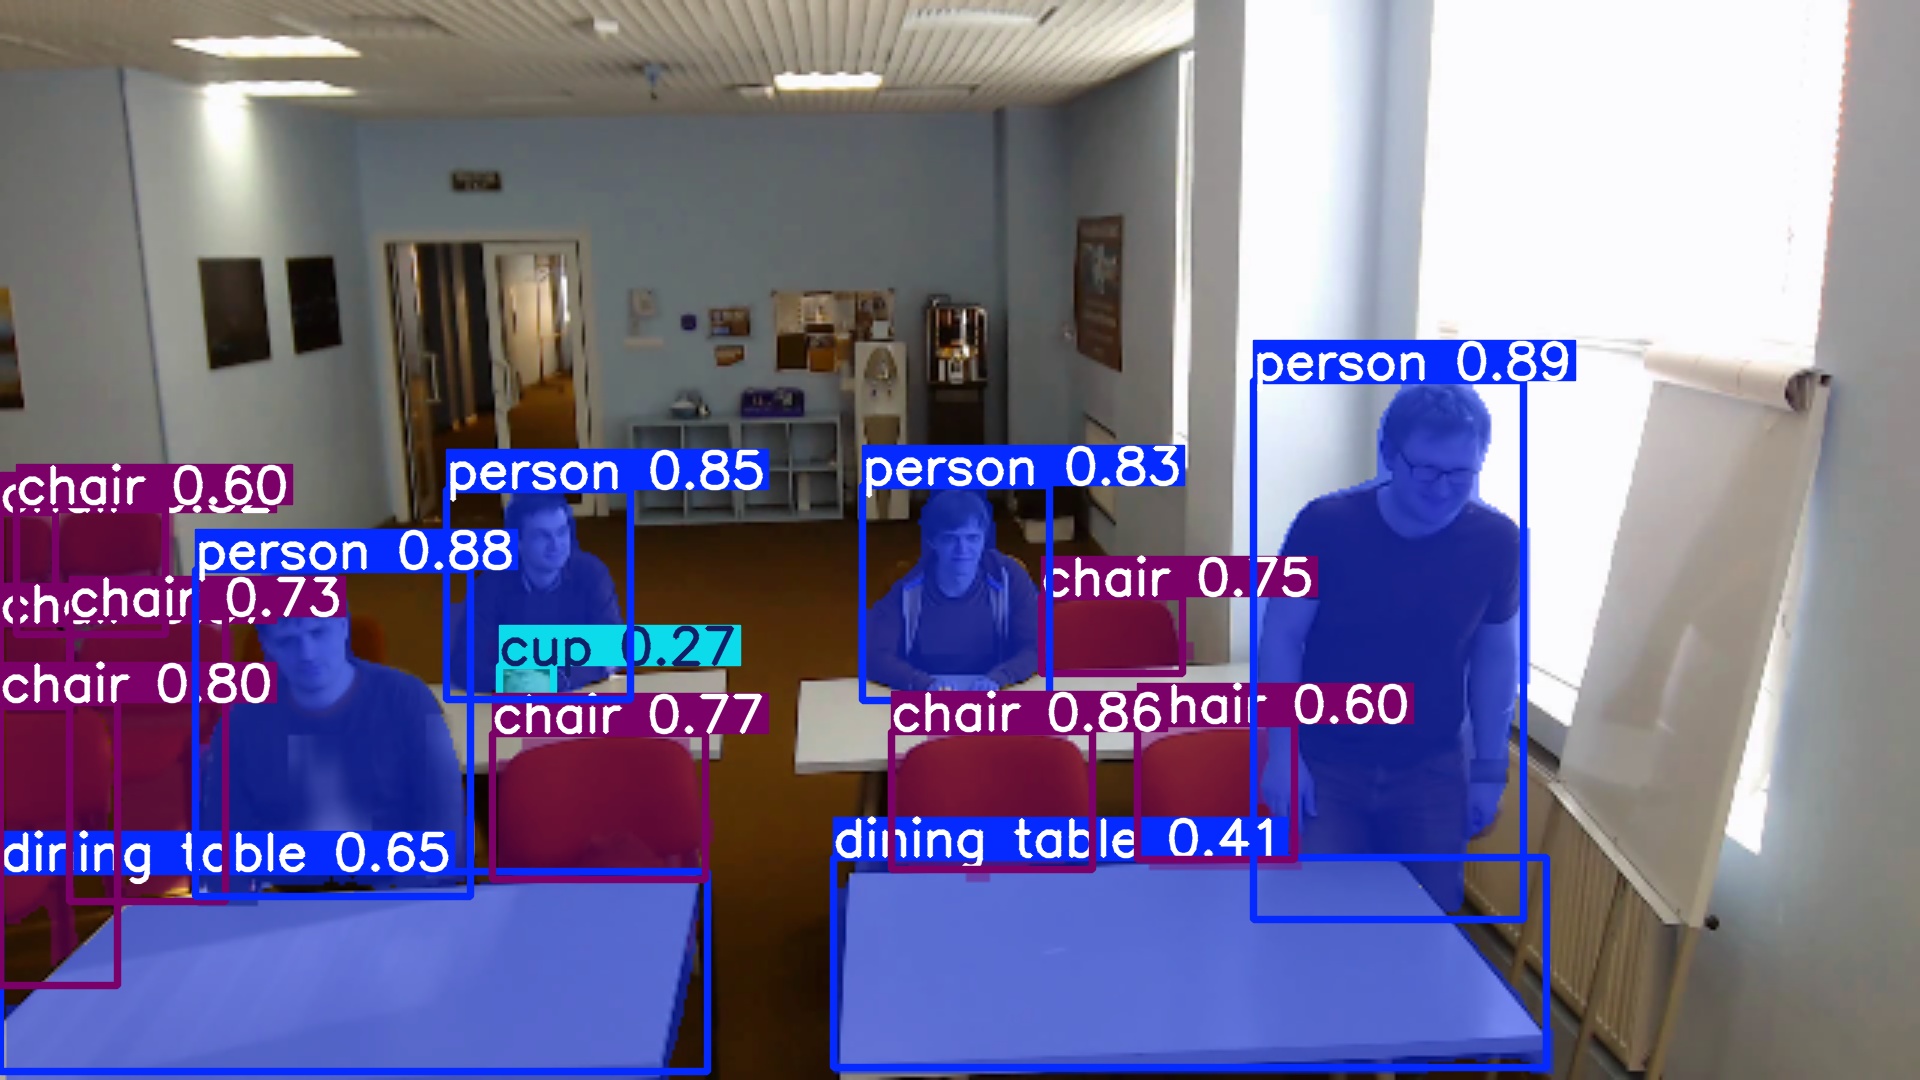 person 0.89
person 0.85
person 0.83
chair 0.60
person 0.88
chair 0.75
chair 0.73
cup 0.27
chair 0.80
chair 0.77
chair 0.86
hair 0.60
dining table 0.65
dining table 0.41